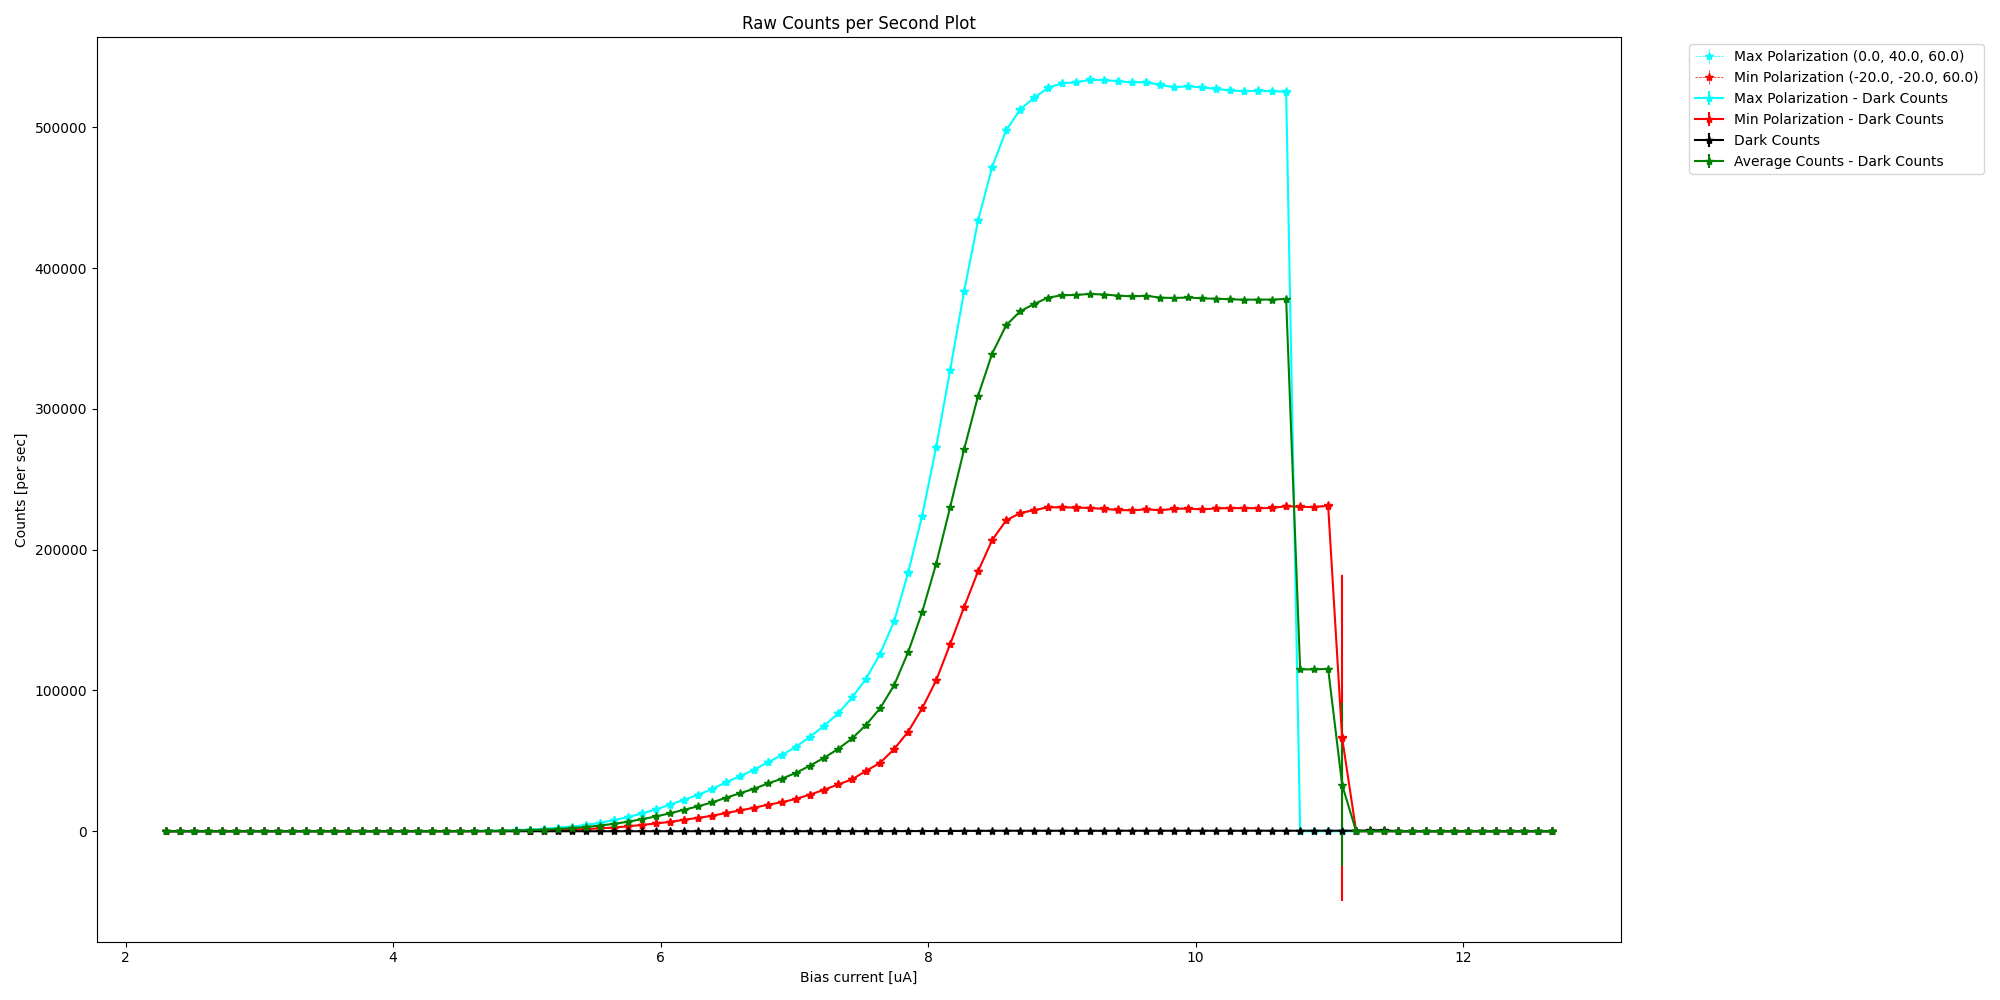 Raw Counts per Second Plot
Max Polarization (0.0, 40.0, 60.0)
Min Polarization (-20.0, -20.0, 60.0)
Max Polarization - Dark Counts
Min Polarization - Dark Counts
Dark Counts
Average Counts - Dark Counts
Counts [per sec]
500000
400000
300000
200000
100000
0
2 4 6 8 10 12
Bias current [uA]